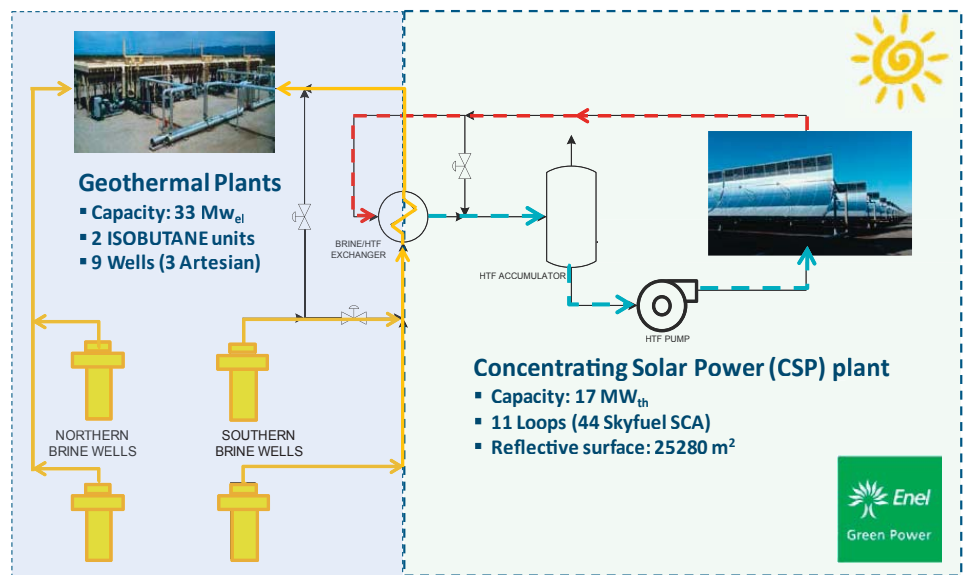 Geothermal Plants
▪ Capacity: 33 Mwel
▪ 2 ISOBUTANE units
▪ 9 Wells (3 Artesian)
BRINE/HTF
EXCHANGER
HTF ACCUMULATOR
HTF PUMP
NORTHERN
BRINE WELLS
SOUTHERN
BRINE WELLS
Concentrating Solar Power (CSP) plant
▪ Capacity: 17 MWth
▪ 11 Loops (44 Skyfuel SCA)
▪ Reflective surface: 25280 m²
Enel
Green Power